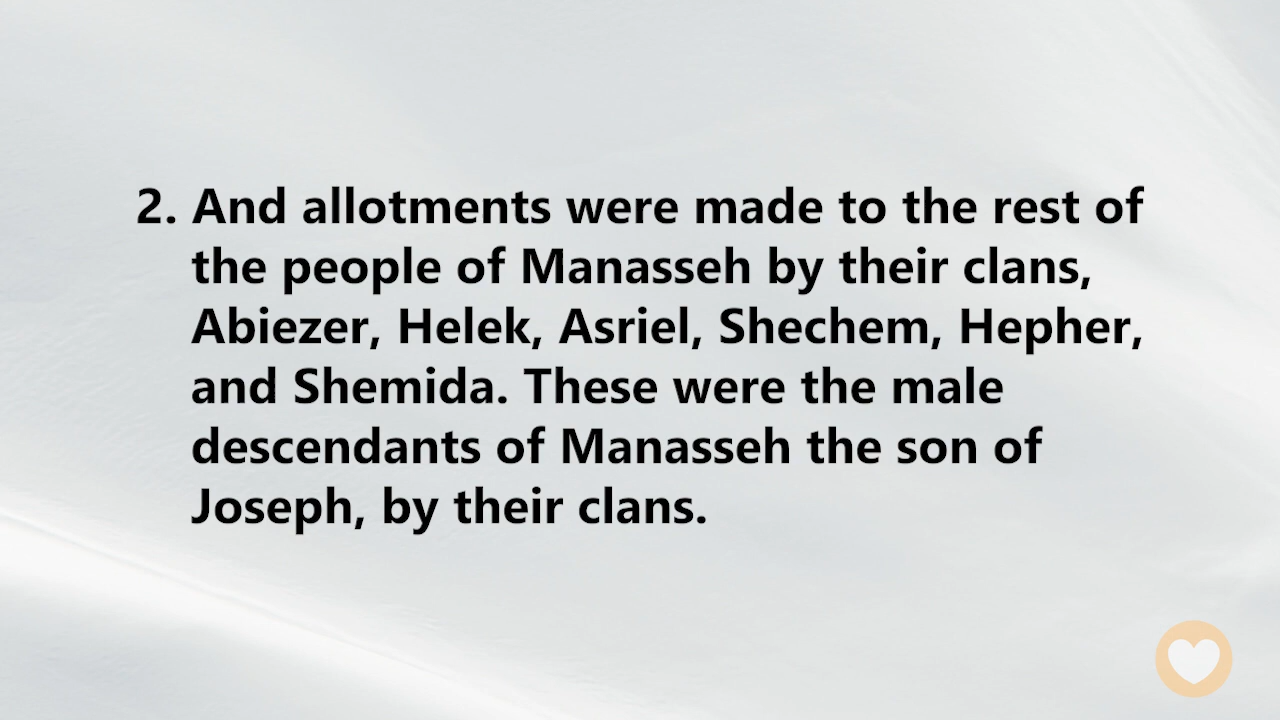 2. And allotments were made to the rest of
the people of Manasseh by their clans,
Abiezer, Helek, Asriel, Shechem, Hepher,
and Shemida. These were the male
descendants of Manasseh the son of
Joseph, by their clans.